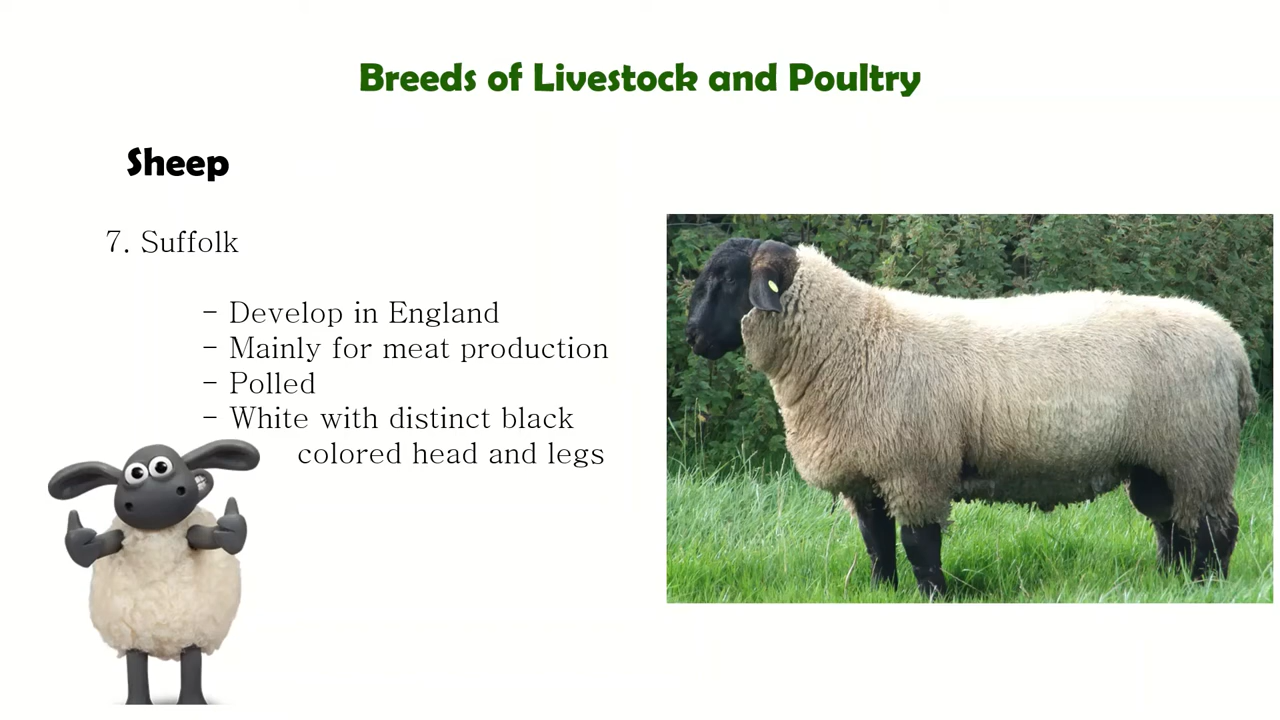 Breeds of Livestock and Poultry
Sheep
7. Suffolk
- Develop in England
- Mainly for meat production
- Polled
- White with distinct black
colored head and legs